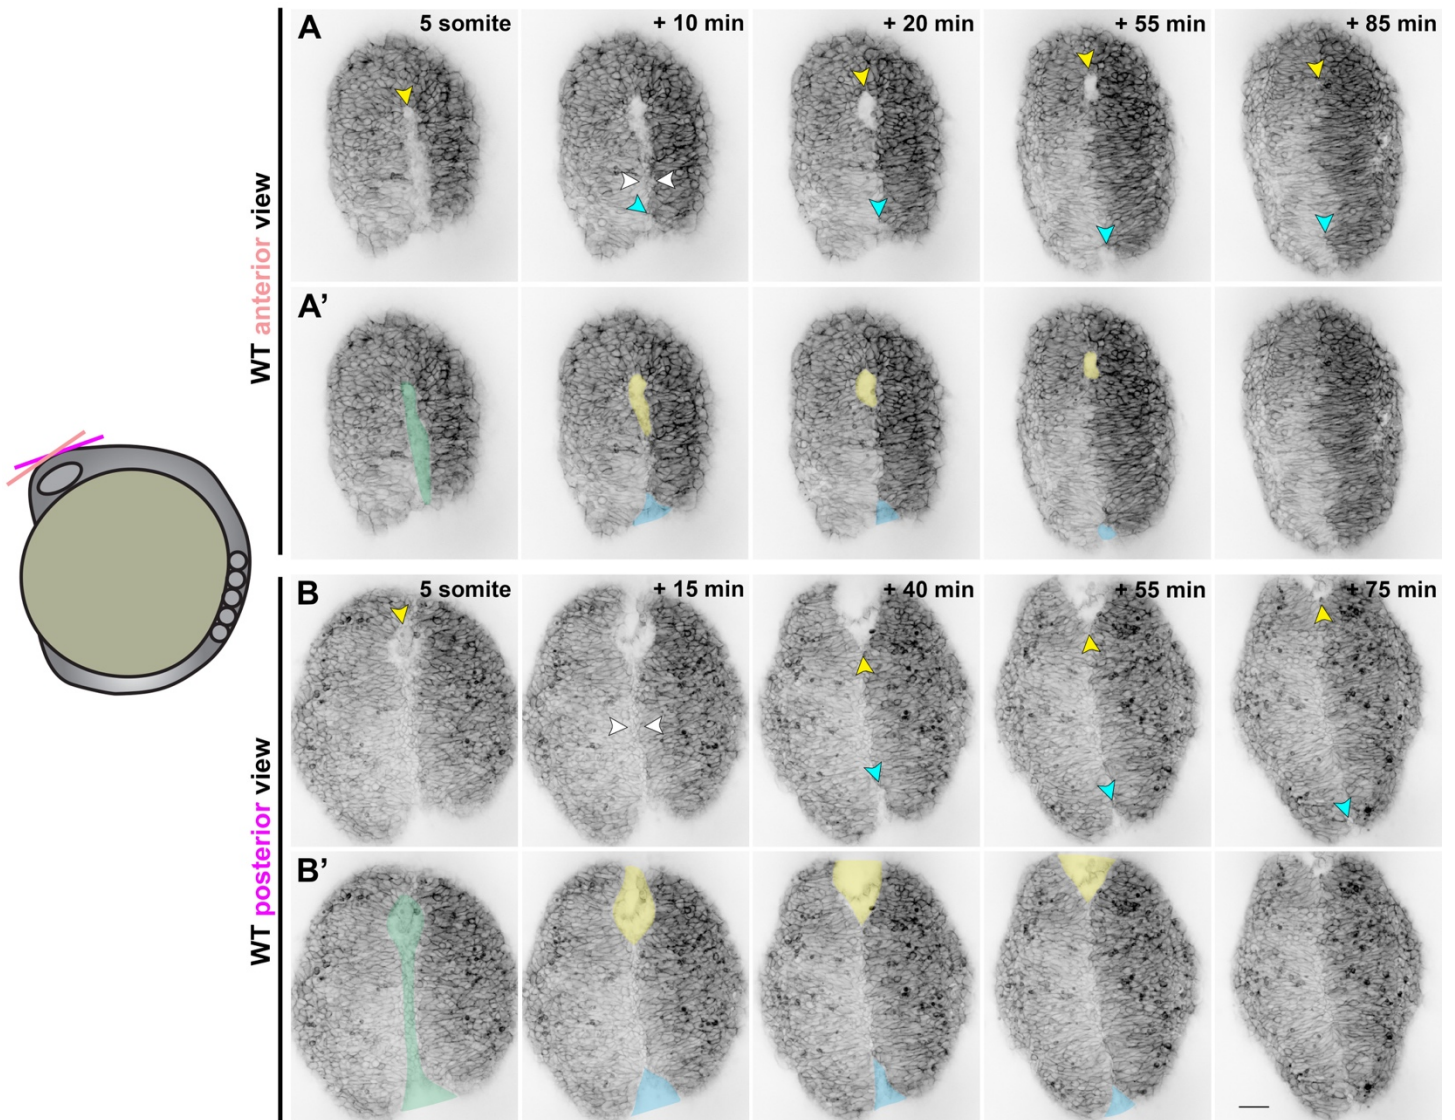 A
5 somite
+ 10 min
+ 20 min
+ 55 min
+ 85 min
WT anterior view
A’
B
5 somite
+ 15 min
+ 40 min
+ 55 min
+ 75 min
WT posterior view
B’